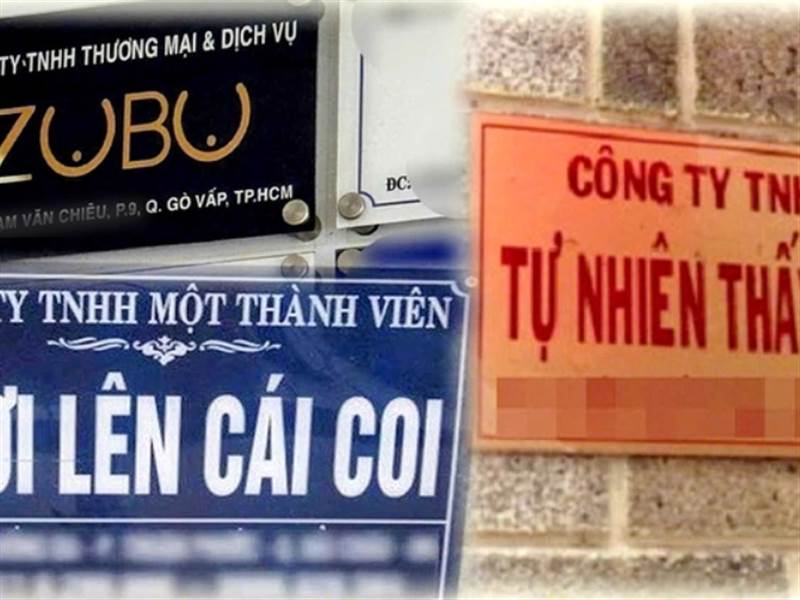 TY TNHH THƯƠNG MẠI & DỊCH VỤ
ZUBU
ẠM VĂN CHIÊU, P.9, Q. GÒ VẤP, TP.HCM
ĐC:
TY TNHH MỘT THÀNH VIÊN
ƠI LÊN CÁI COI
CÔNG TY TNH
TỰ NHIÊN THẤ